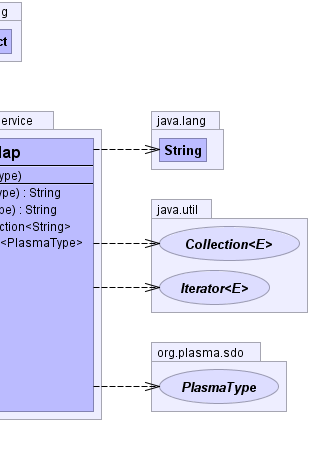 g
ct
ervice
java.lang
lap
String
ype)
ype) : String
pe) : String
ction<String>
<PlasmaType>
java.util
Collection<E>
Iterator<E>
org.plasma.sdo
PlasmaType